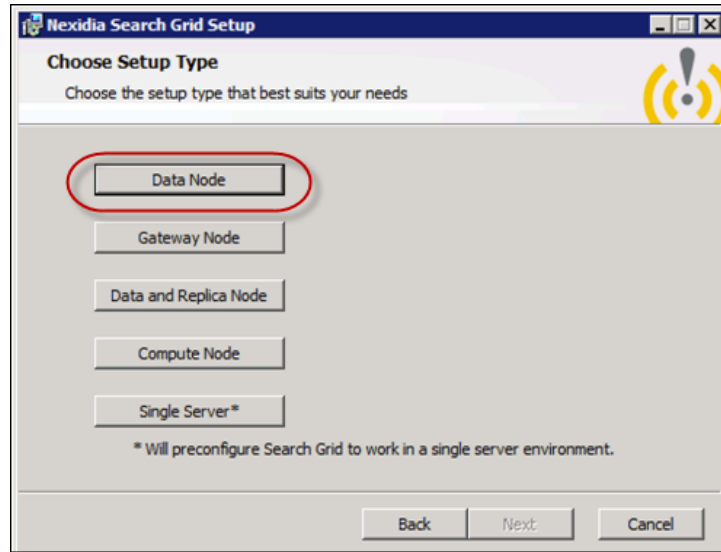 Nexidia Search Grid Setup
Choose Setup Type
Choose the setup type that best suits your needs
Data Node
Gateway Node
Data and Replica Node
Compute Node
Single Server*
* Will preconfigure Search Grid to work in a single server environment.
Back Next Cancel